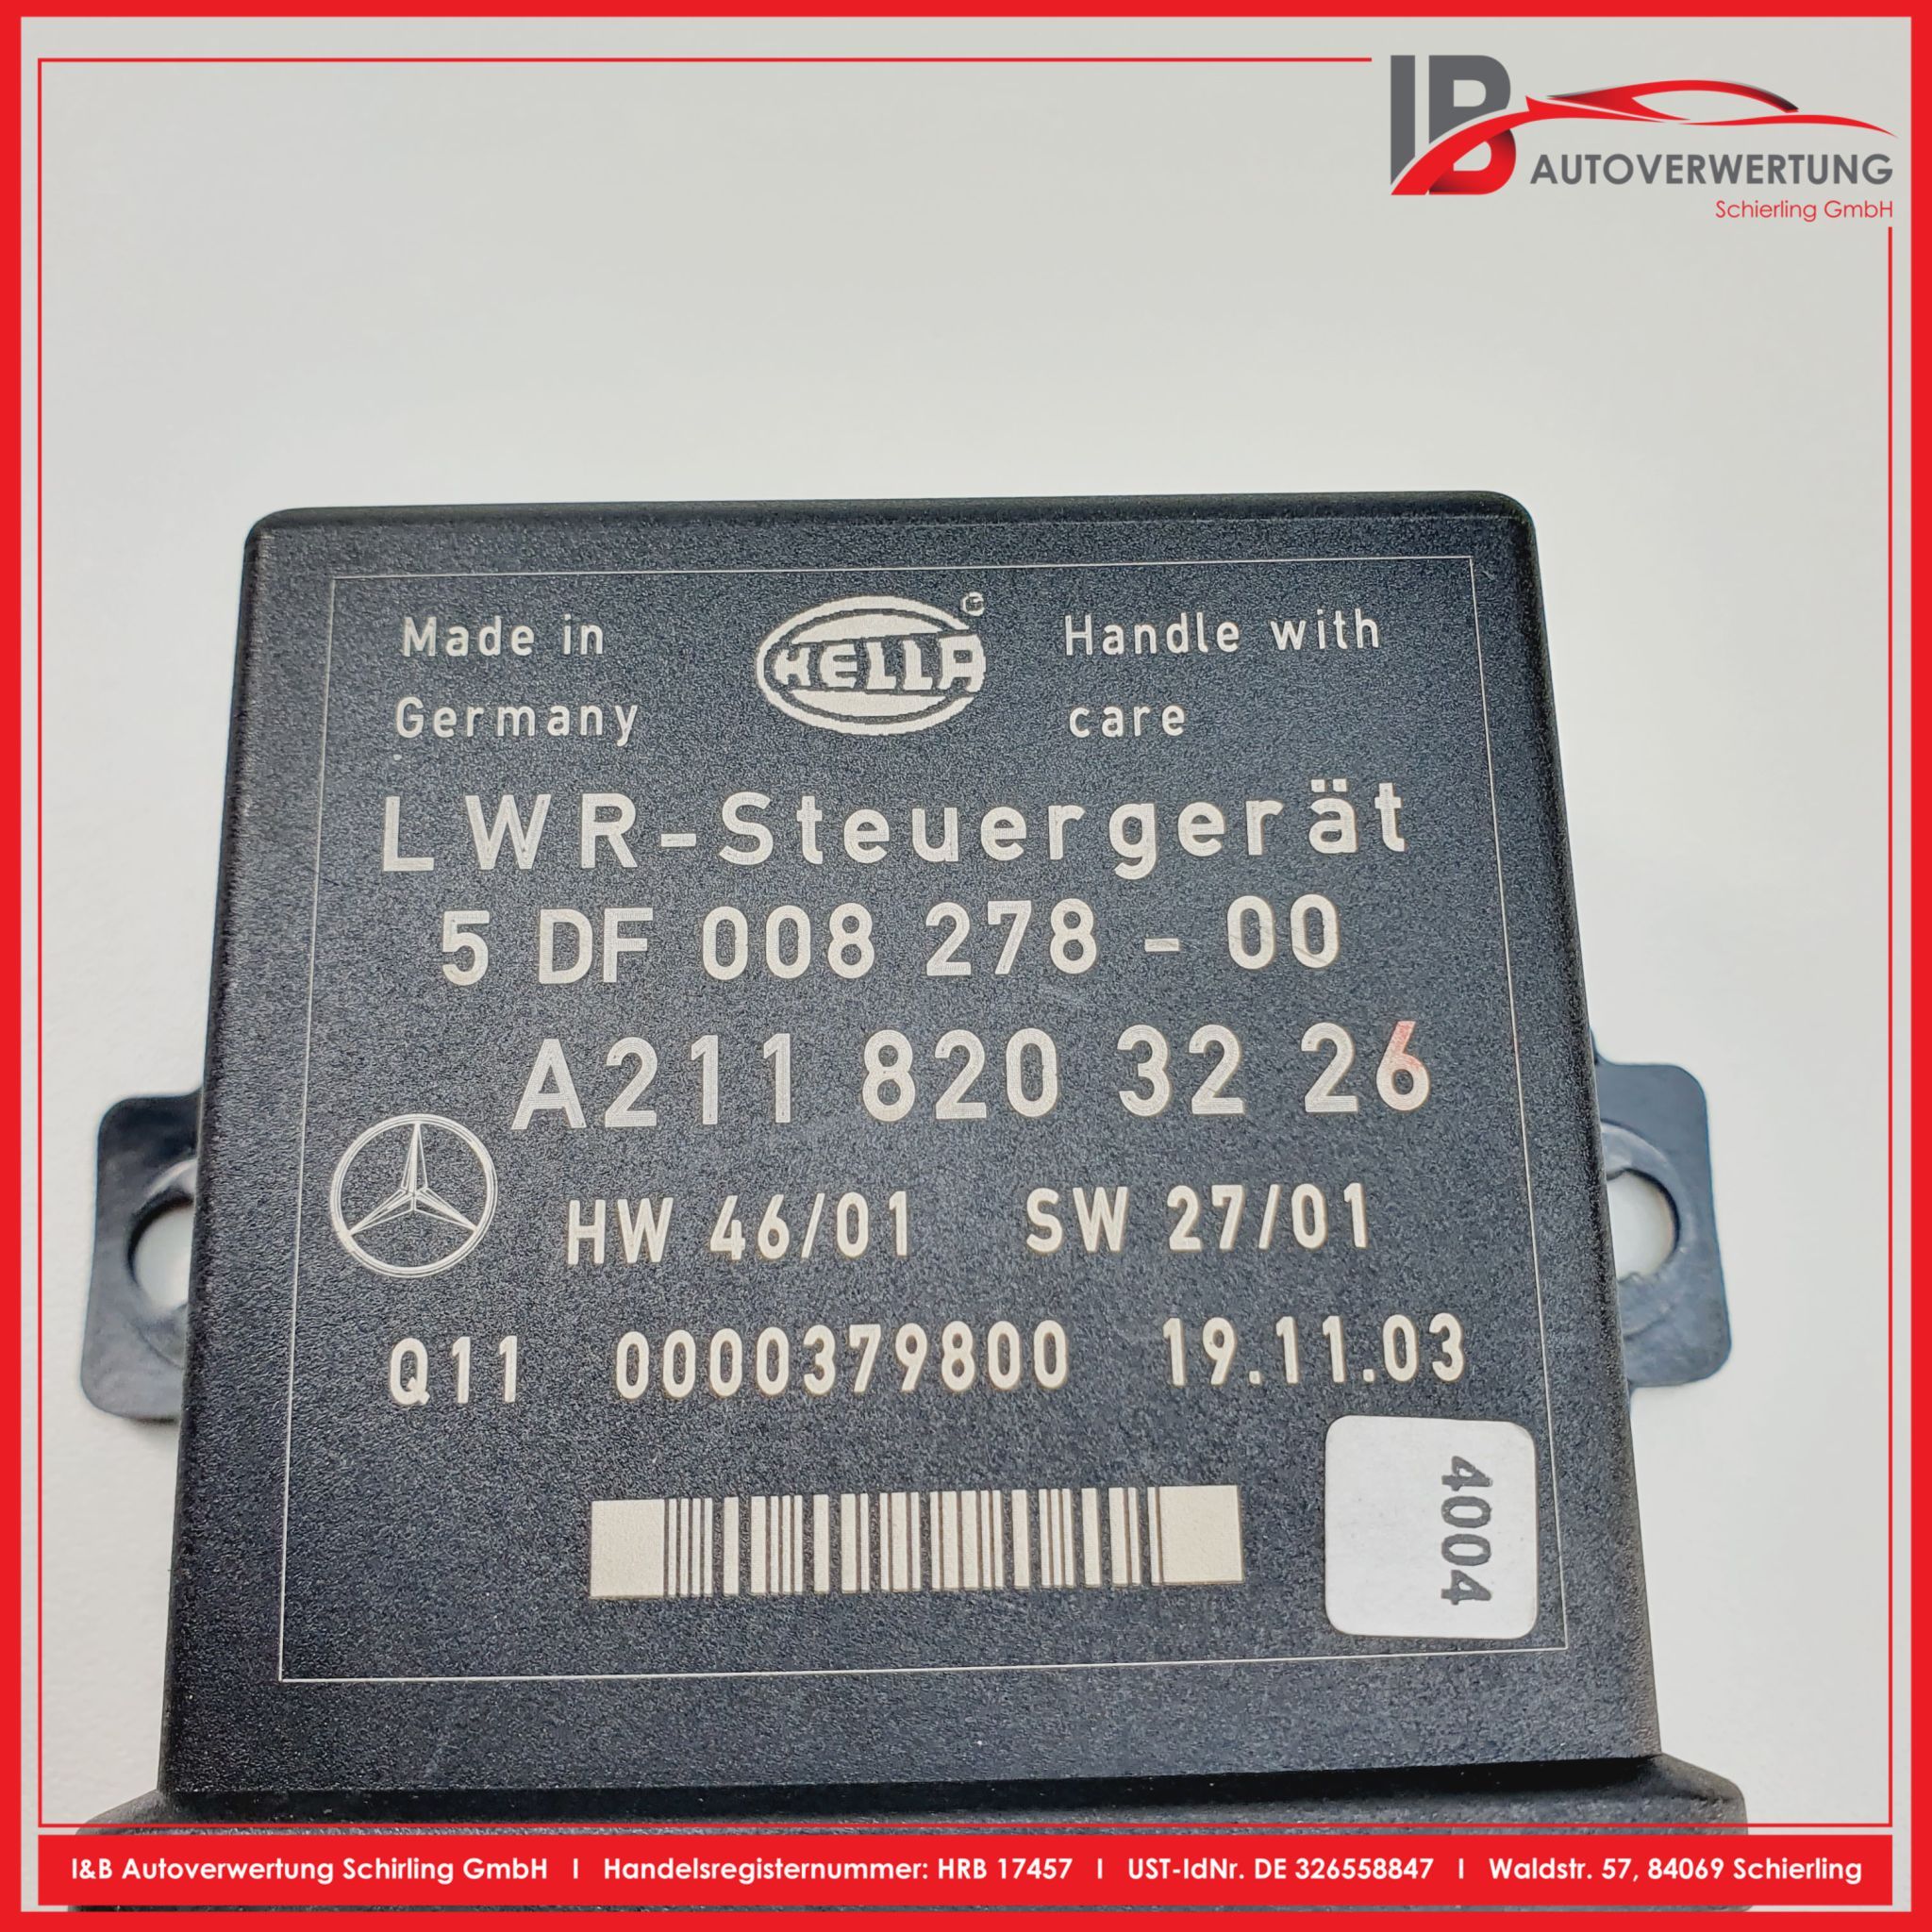 IB
AUTOVERWERTUNG
Schierling GmbH
Made in
Germany
HELLA
Handle with
care
LWR-Steuergerät
5 DF 008 278 - 00
A211 820 32 26
HW 46/01 SW 27/01
Q11 0000379800 19.11.03
4004
I&B Autoverwertung Schirling GmbH I Handelsregisternummer: HRB 17457 I UST-IdNr. DE 326558847 I Waldstr. 57, 84069 Schierling